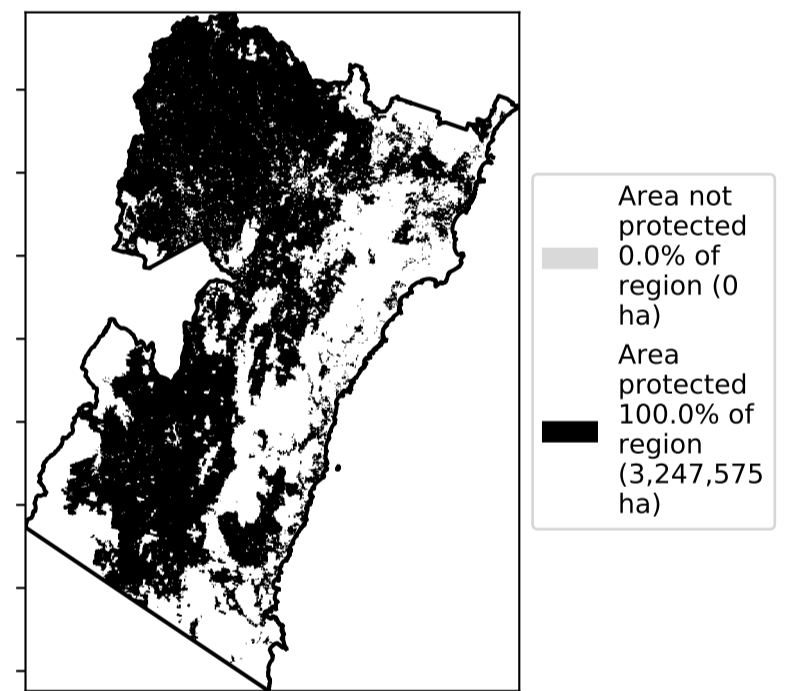 Area not
protected
0.0% of
region (0
ha)
Area
protected
100.0% of
region
(3,247,575
ha)